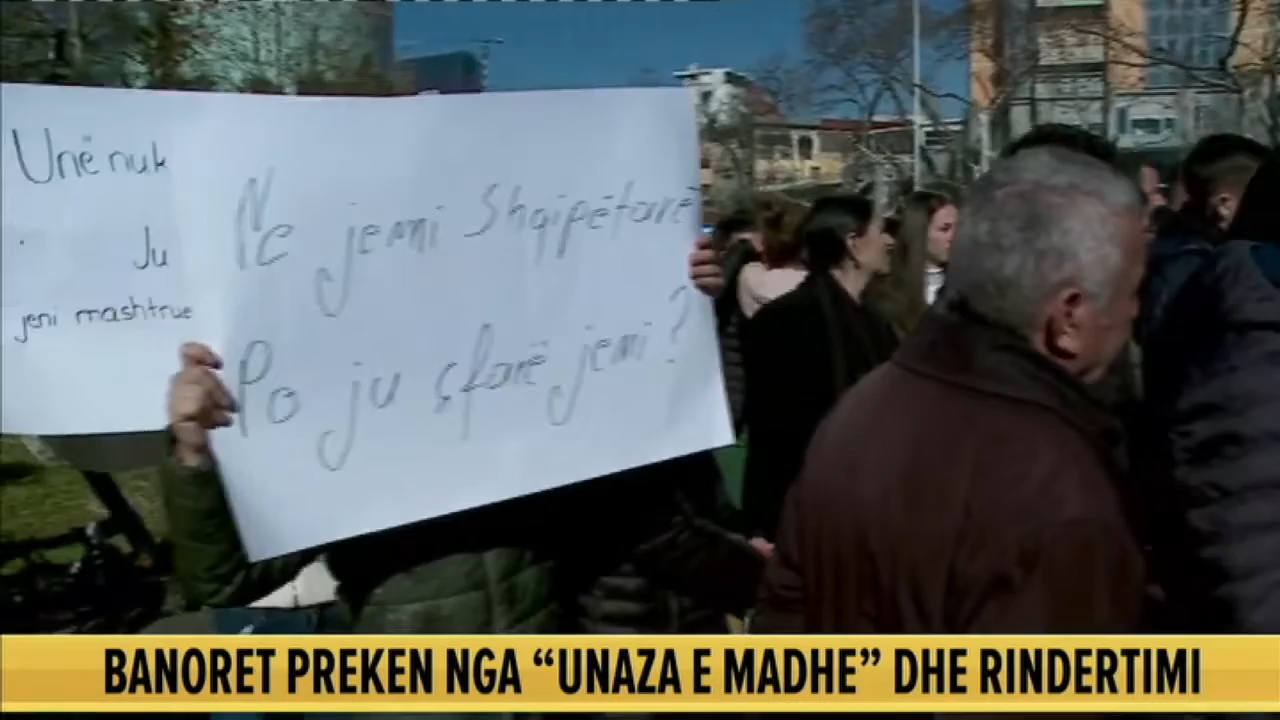 Unë nuk
Ju
jeni mashtrue
Ne jemi Shqipëtarë
Po ju çfarë jemi?
BANORET PREKEN NGA “UNAZA E MADHE” DHE RINDERTIMI